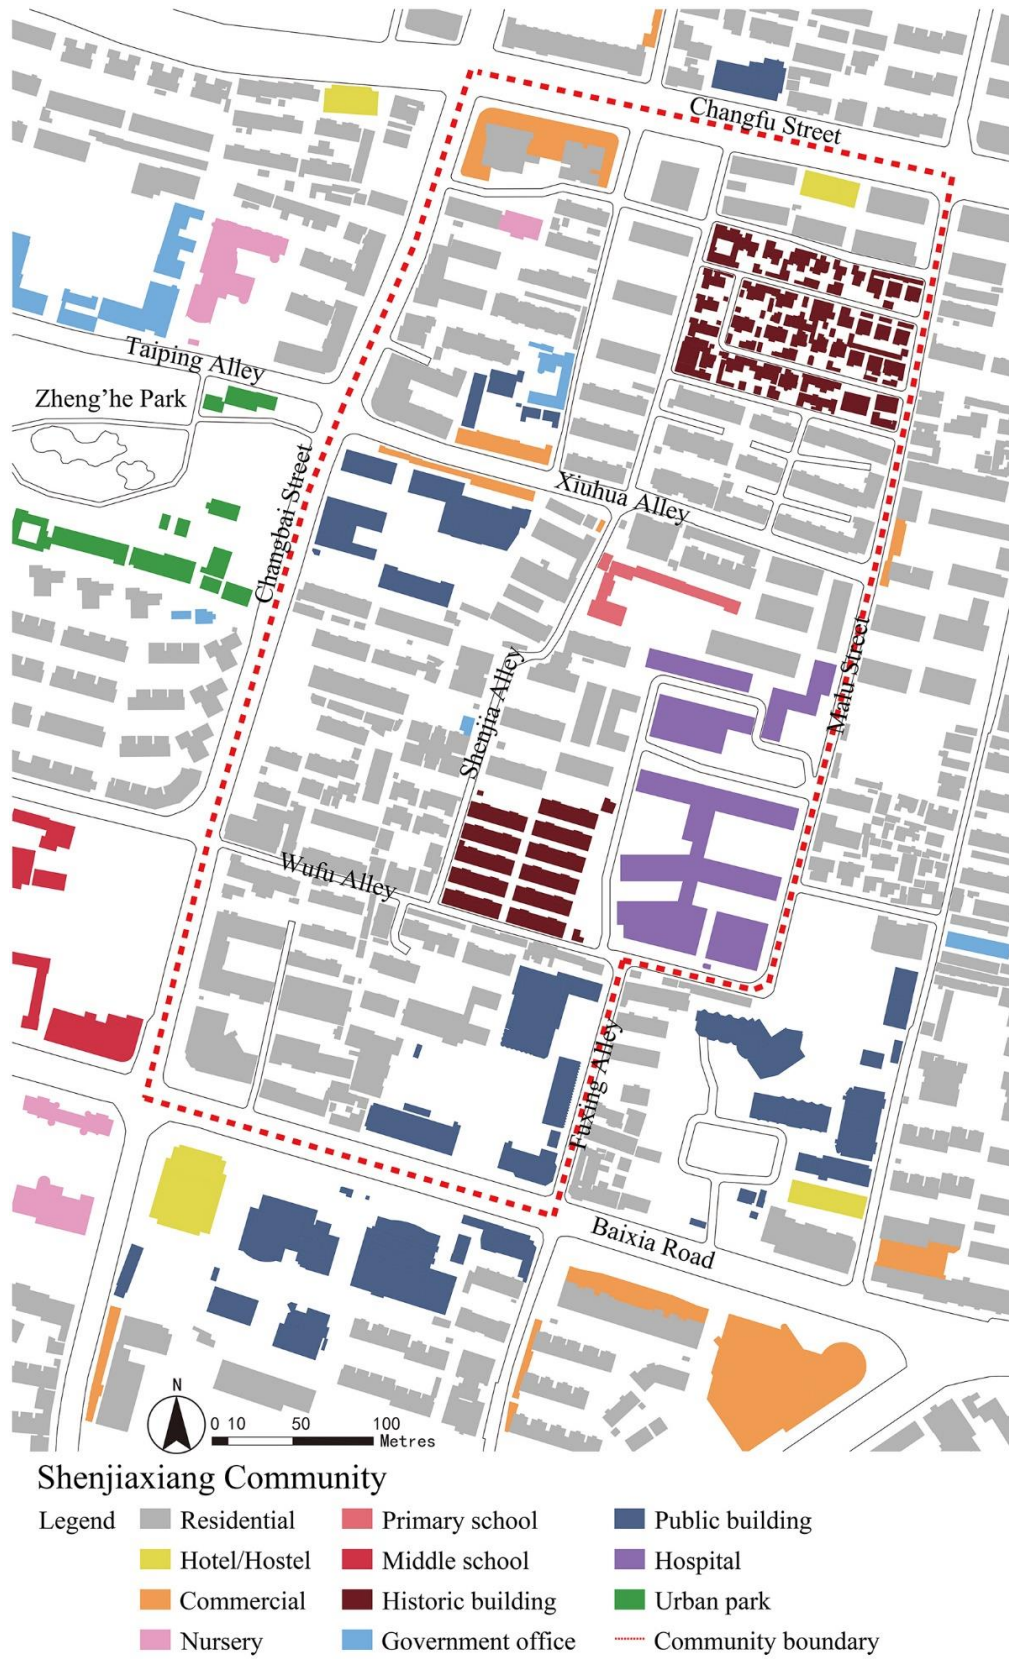 Changfu Street
Taiping Alley
Zheng'he Park
Changbai Street
Xiuhua Alley
Malu Street
Shenjia Alley
Wufu Alley
Fuxing Alley
Baixia Road
N
0 10 50 100
Metres
Shenjiaxiang Community
Legend
Residential
Hotel/Hostel
Commercial
Nursery
Primary school
Middle school
Historic building
Government office
Public building
Hospital
Urban park
Community boundary